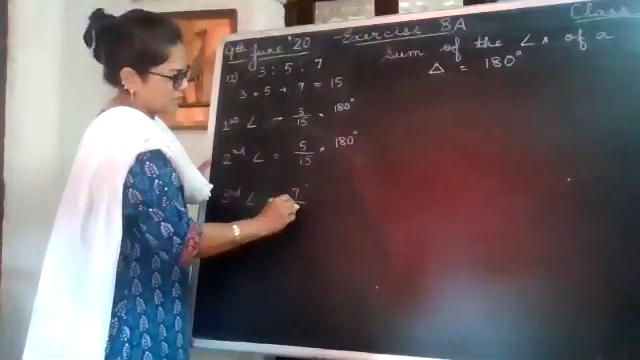 9th June '20
Exercise 8A
Class
Sum of the ∠s of a
△ = 180°
12) 3 : 5 : 7
3 + 5 + 7 = 15
1st ∠ = 3/15 × 180°
2nd ∠ = 5/15 × 180°
3rd ∠ = 7